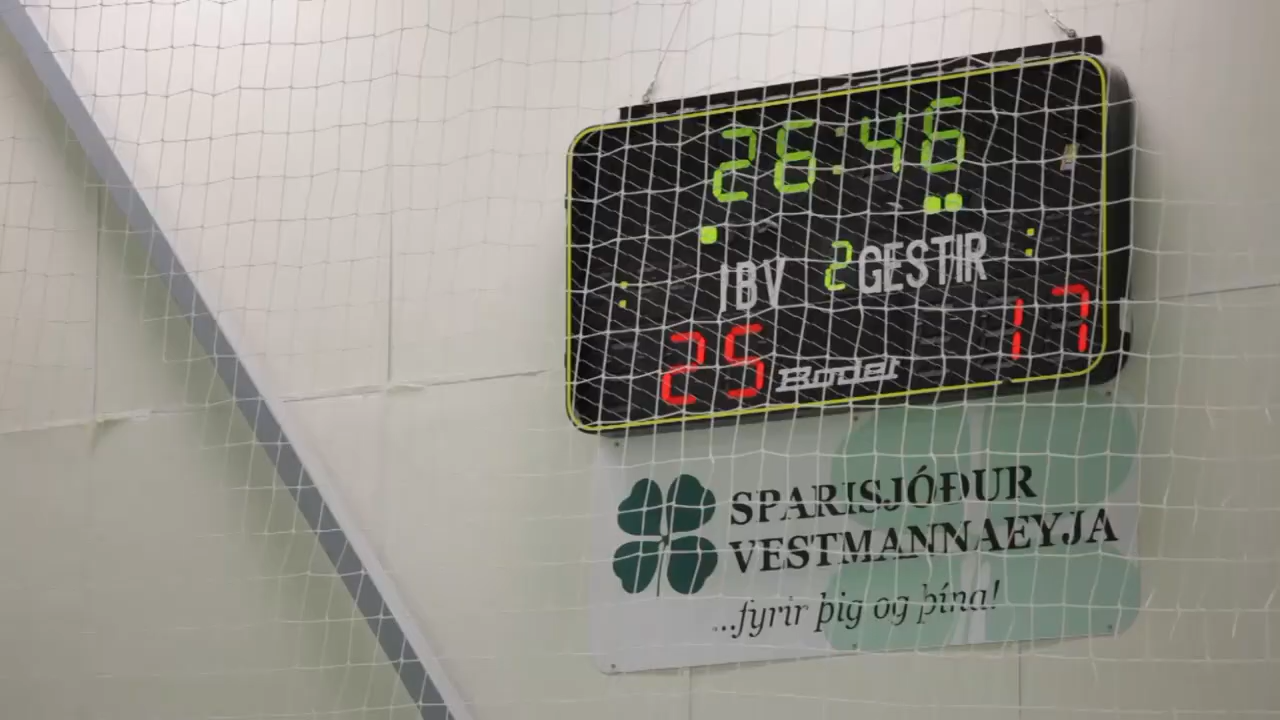 26:46
IBV 2 GESTIR
25 Bodet 17
SPARISJÓÐUR
VESTMANNAEYJA
...fyrir þig og þína!